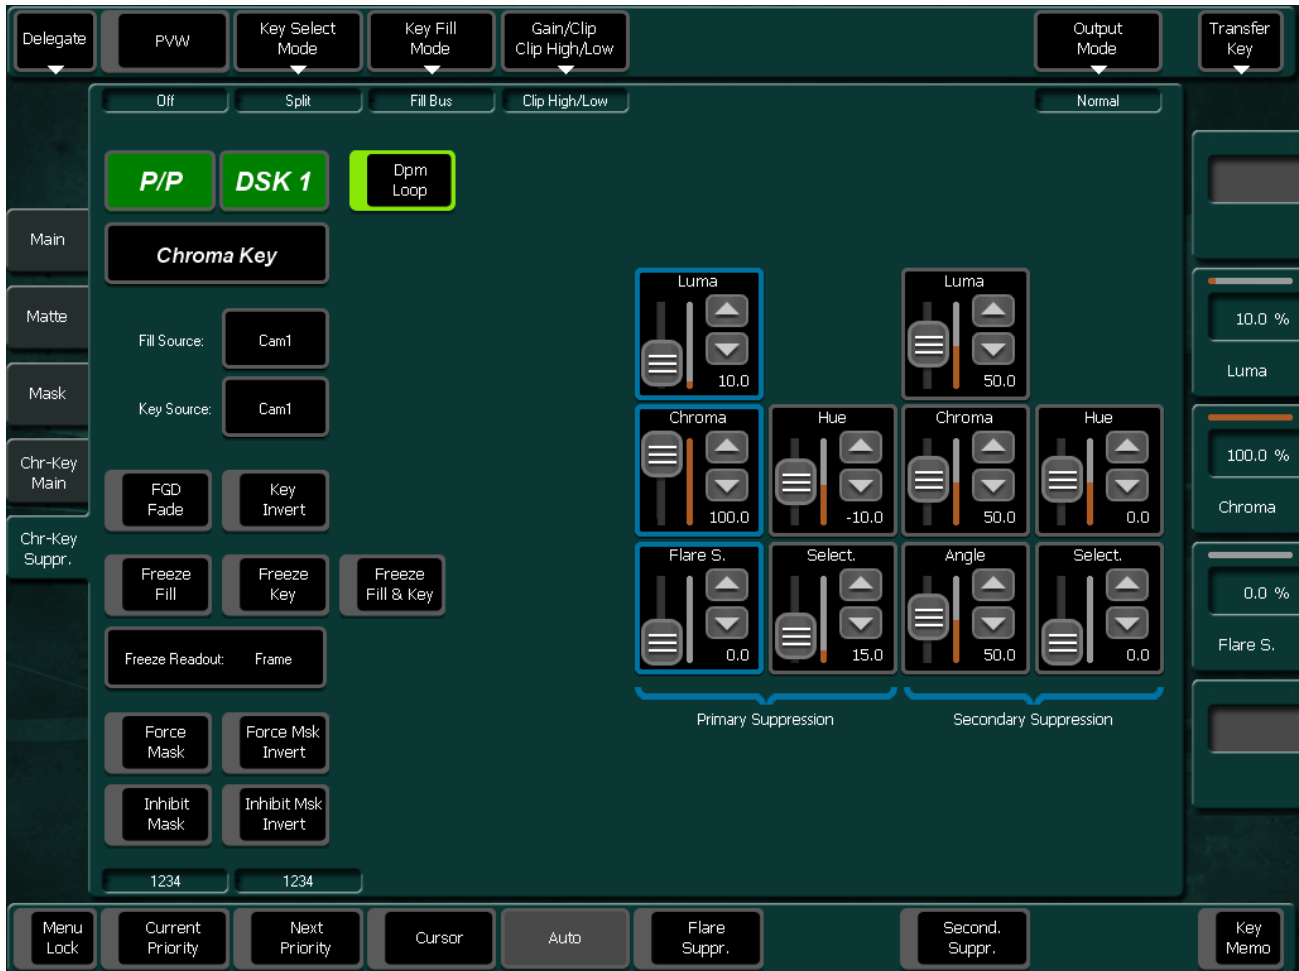 Delegate
PVW
Key Select
Mode
Key Fill
Mode
Gain/Clip
Clip High/Low
Output
Mode
Transfer
Key
Off
Split
Fill Bus
Clip High/Low
Normal
P/P
DSK 1
Dpm
Loop
Chroma Key
Main
Matte
Mask
Chr-Key
Main
Chr-Key
Suppr.
Fill Source:
Cam1
Key Source:
Cam1
FGD
Fade
Key
Invert
Freeze
Fill
Freeze
Key
Freeze
Fill & Key
Freeze Readout: Frame
Force
Mask
Force Msk
Invert
Inhibit
Mask
Inhibit Msk
Invert
1234
1234
Luma
10.0
Luma
50.0
Chroma
100.0
Hue
-10.0
Chroma
50.0
Hue
0.0
Flare S.
0.0
Select.
15.0
Angle
50.0
Select.
0.0
Primary Suppression
Secondary Suppression
10.0 %
Luma
100.0 %
Chroma
0.0 %
Flare S.
Menu
Lock
Current
Priority
Next
Priority
Cursor
Auto
Flare
Suppr.
Second.
Suppr.
Key
Memo